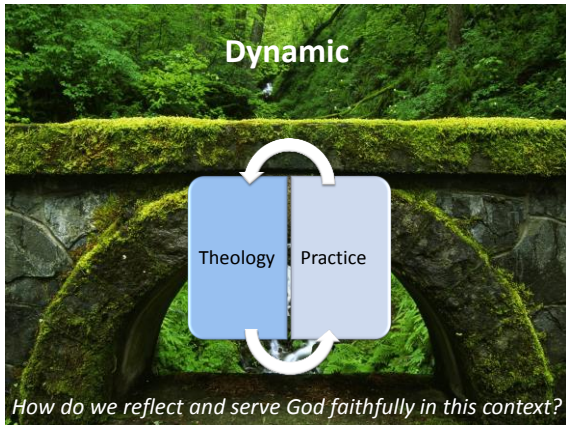 Dynamic
Theology
Practice
How do we reflect and serve God faithfully in this context?